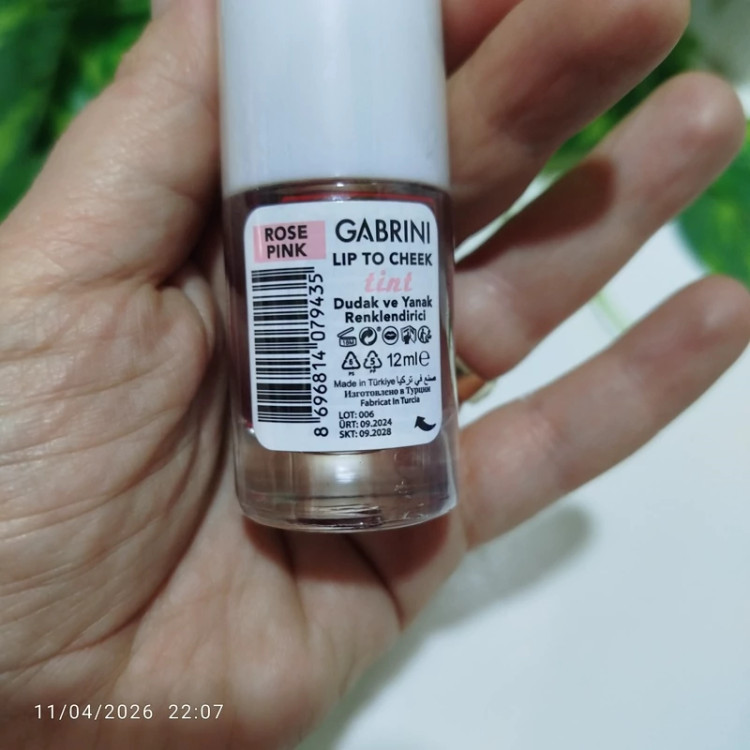 ROSE
PINK
GABRINI
LIP TO CHEEK
tint
Dudak ve Yanak
Renklendirici
12ml℮
Made in Türkiye صنع في تركيا
Изготовлено в Турции
Fabricat in Turcia
LOT: 006
ÜRT: 09.2024
SKT: 09.2028
8 696814 079435
11/04/2026 22:07